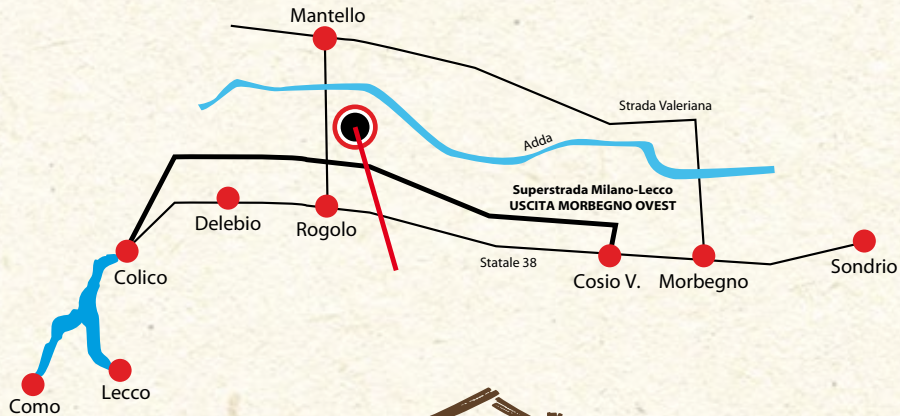 Mantello
Strada Valeriana
Adda
Superstrada Milano-Lecco
USCITA MORBEGNO OVEST
Delebio
Rogolo
Statale 38
Colico
Cosio V.
Morbegno
Sondrio
Como
Lecco